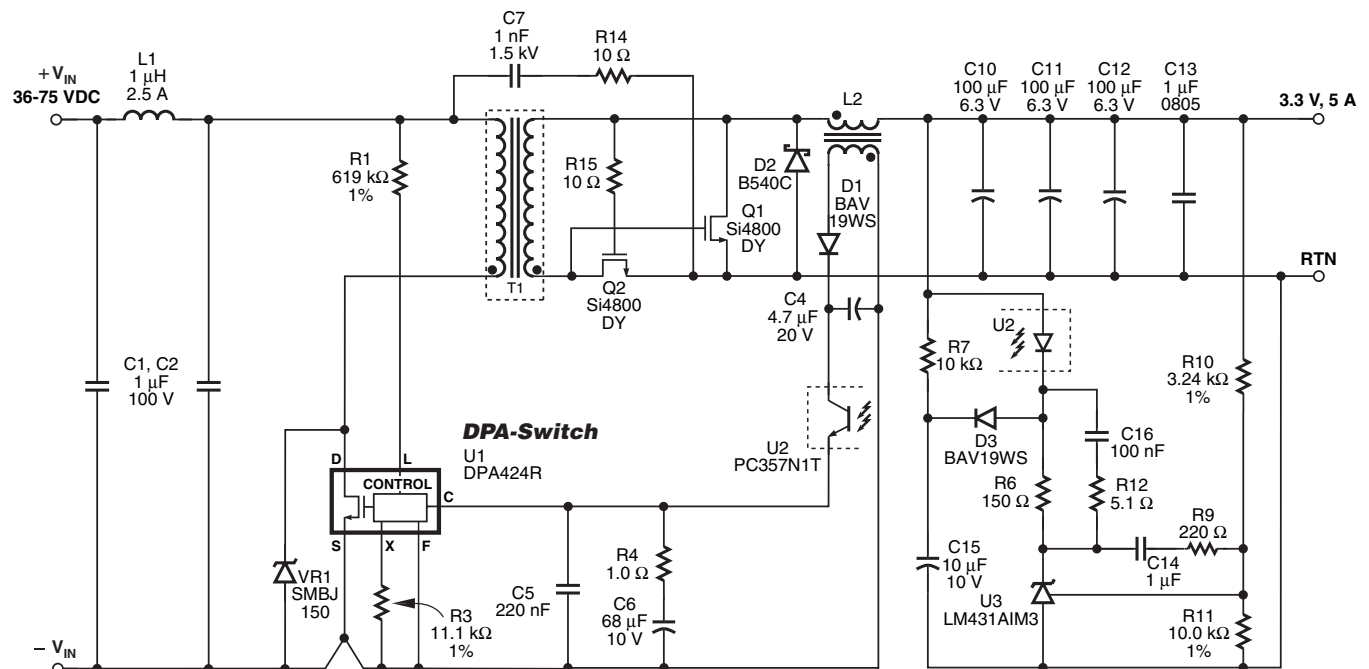 + VIN
36-75 VDC
L1
1 µH
2.5 A
C7
1 nF
1.5 kV
R14
10 Ω
R1
619 kΩ
1%
T1
R15
10 Ω
Q2
Si4800
DY
Q1
Si4800
DY
D2
B540C
L2
D1
BAV
19WS
C4
4.7 µF
20 V
C10
100 µF
6.3 V
C11
100 µF
6.3 V
C12
100 µF
6.3 V
C13
1 µF
0805
3.3 V, 5 A
RTN
C1, C2
1 µF
100 V
DPA-Switch
U1
DPA424R
D
L
CONTROL
C
S
X
F
VR1
SMBJ
150
R3
11.1 kΩ
1%
C5
220 nF
R4
1.0 Ω
C6
68 µF
10 V
U2
PC357N1T
R7
10 kΩ
U2
D3
BAV19WS
R6
150 Ω
C16
100 nF
R12
5.1 Ω
R9
220 Ω
C14
1 µF
C15
10 µF
10 V
U3
LM431AIM3
R10
3.24 kΩ
1%
R11
10.0 kΩ
1%
− VIN